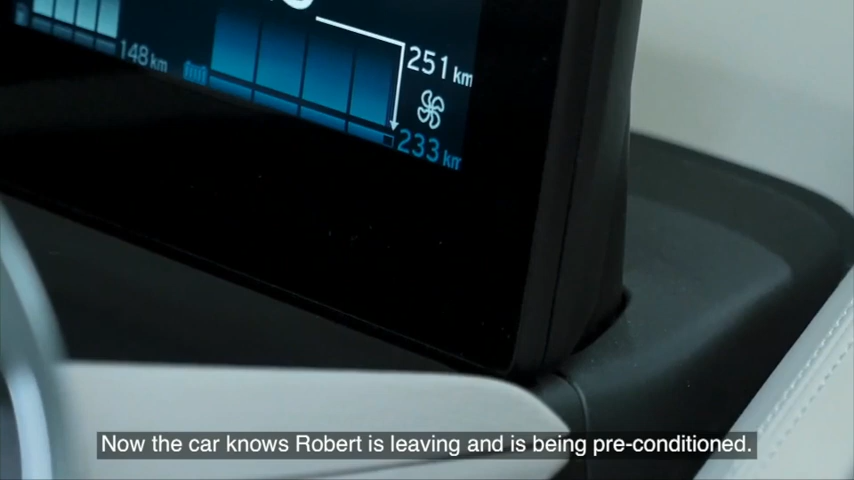 251 km
148 km
233 km
Now the car knows Robert is leaving and is being pre-conditioned.